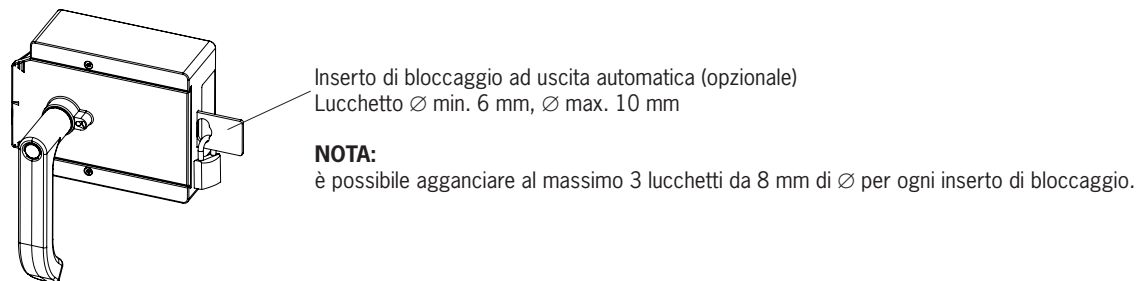 Inserto di bloccaggio ad uscita automatica (opzionale)
Lucchetto ∅ min. 6 mm, ∅ max. 10 mm
NOTA:
è possibile agganciare al massimo 3 lucchetti da 8 mm di ∅ per ogni inserto di bloccaggio.